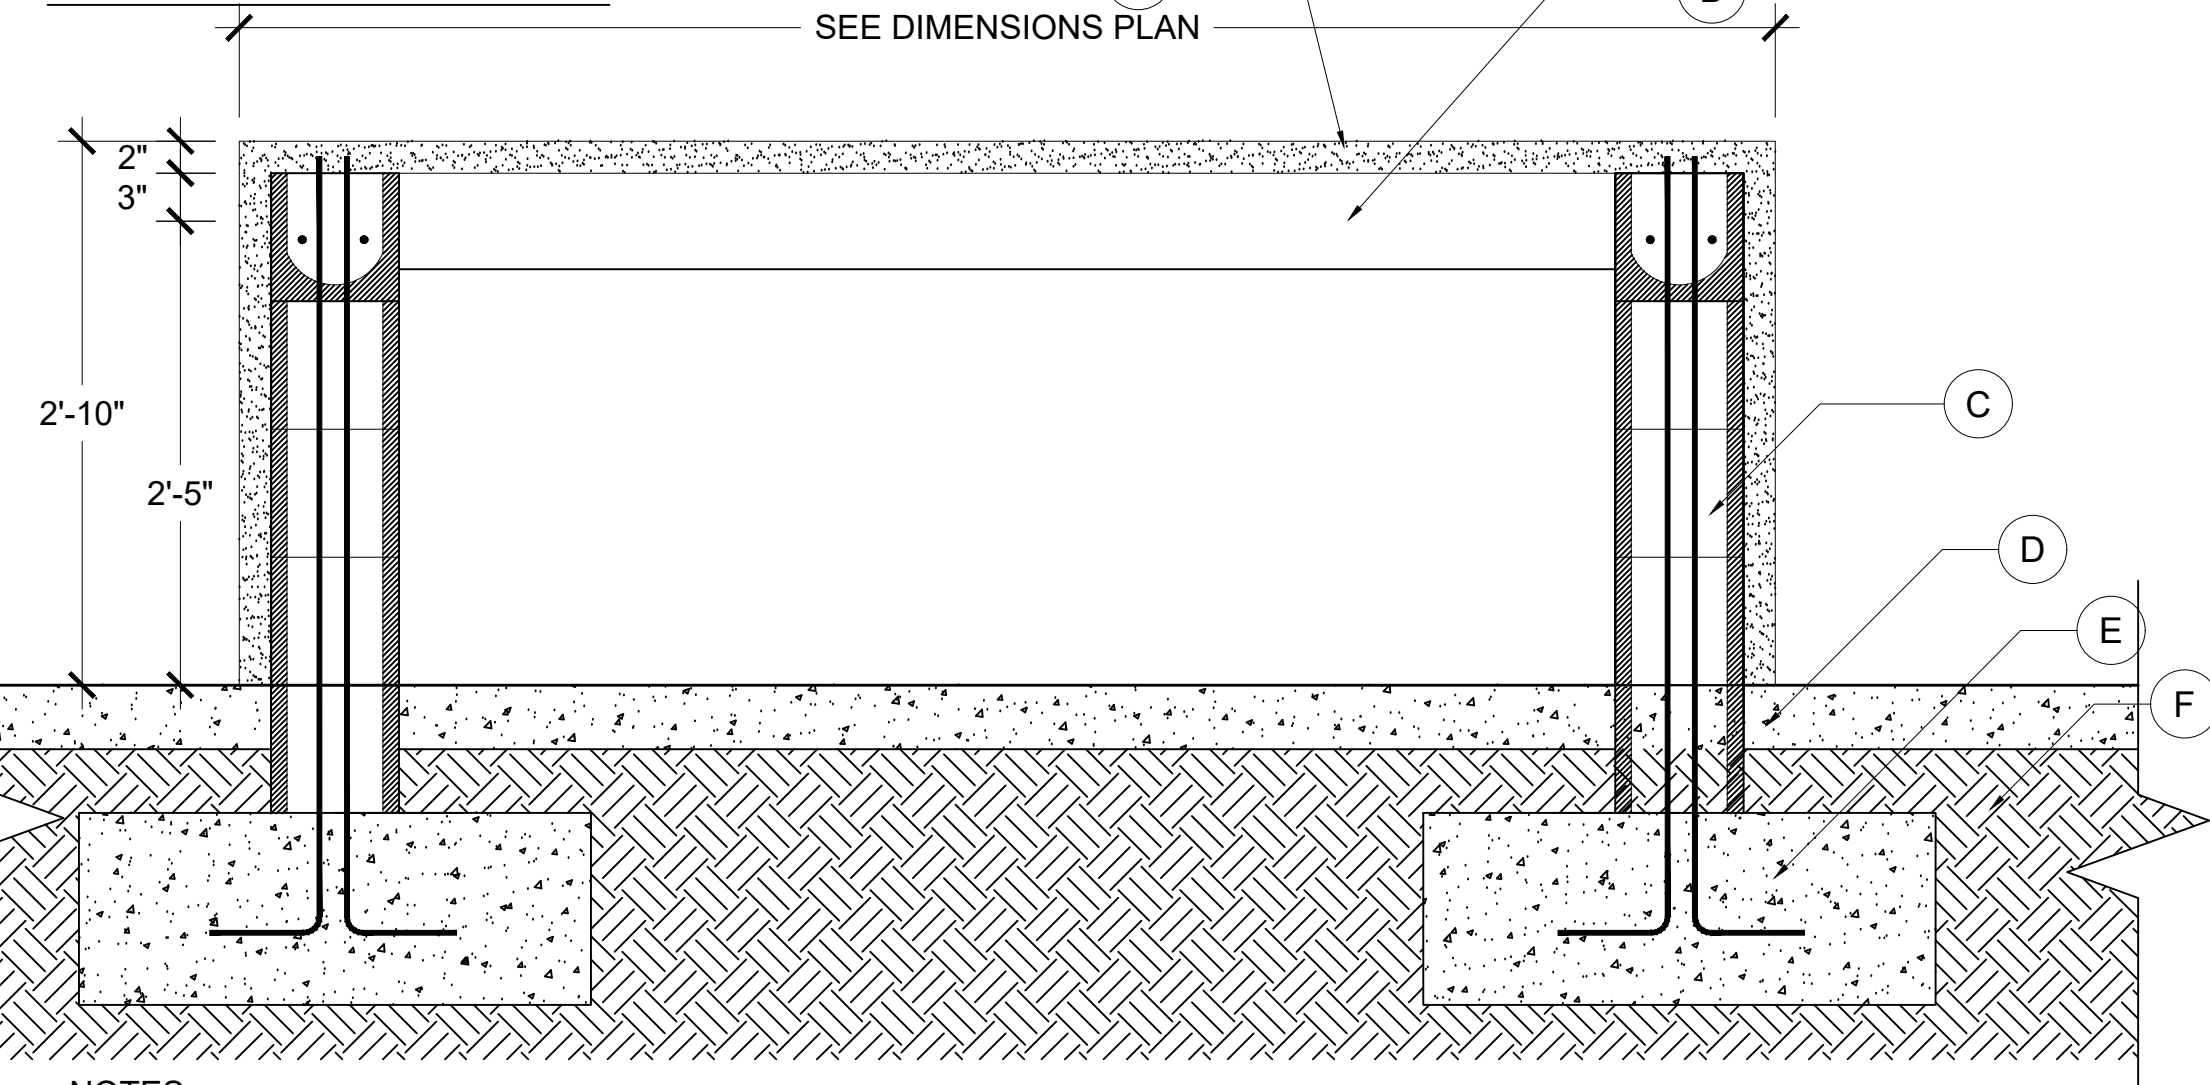 SEE DIMENSIONS PLAN
2"
3"
2'-10"
2'-5"
C
D
E
F